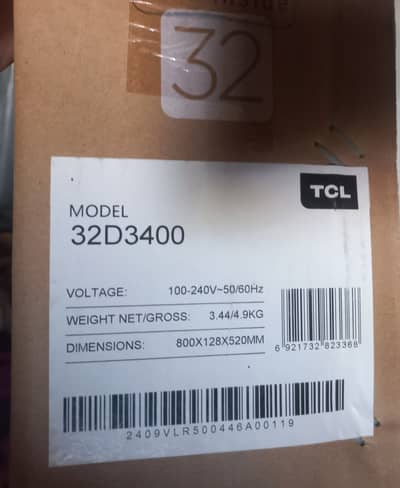 inside
32
TCL
MODEL
32D3400
VOLTAGE: 100-240V~50/60Hz
WEIGHT NET/GROSS: 3.44/4.9KG
DIMENSIONS: 800X128X520MM
6 921732 823368
2409VLR500446A00119